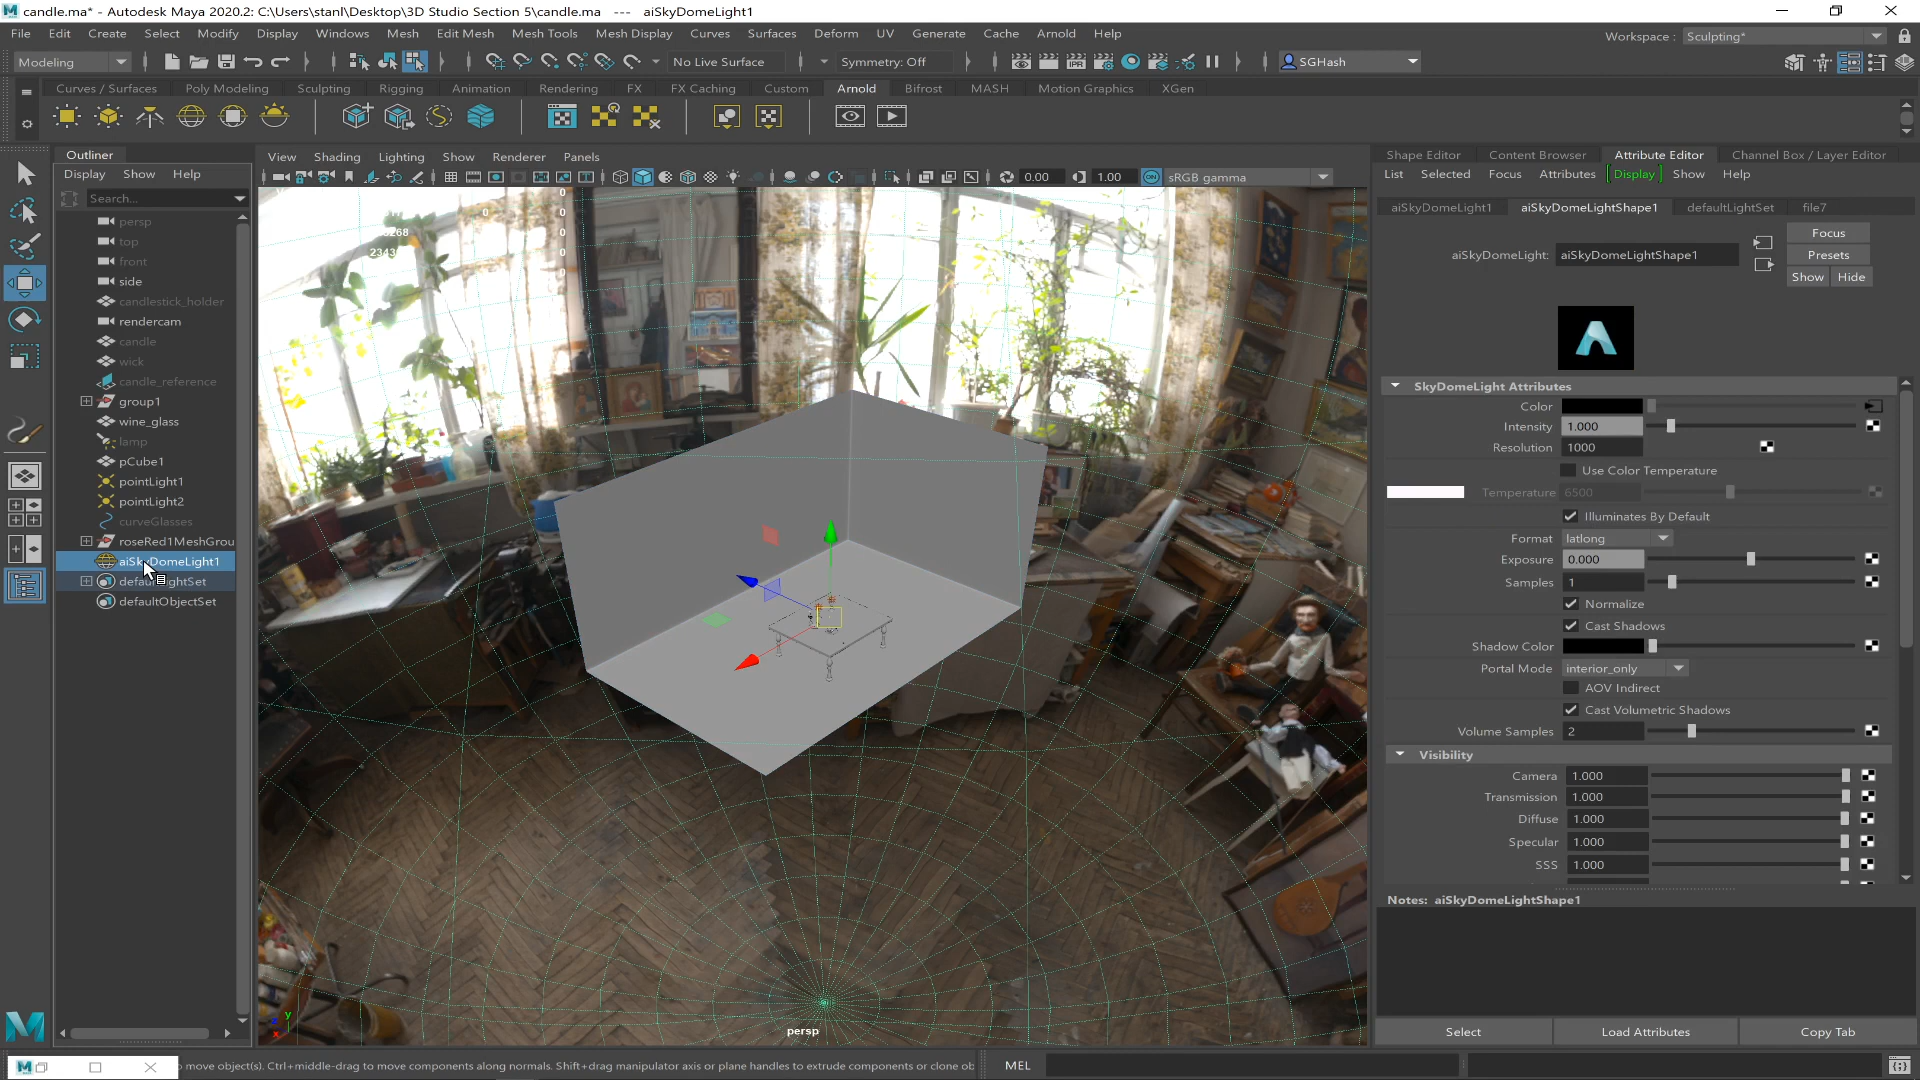 candle.ma* - Autodesk Maya 2020.2: C:\Users\stanl\Desktop\3D Studio Section 5\candle.ma --- aiSkyDomeLight1
File Edit Create Select Modify Display Windows Mesh Edit Mesh Mesh Tools Mesh Display Curves Surfaces Deform UV Generate Cache Arnold Help Workspace : Sculpting*
Modeling No Live Surface Symmetry: Off SGHash
Curves / Surfaces Poly Modeling Sculpting Rigging Animation Rendering FX FX Caching Custom Arnold Bifrost MASH Motion Graphics XGen
Outliner
Display Show Help
Search...
persp
top
front
side
candlestick_holder
rendercam
candle
wick
candle_reference
group1
wine_glass
lamp
pCube1
pointLight1
pointLight2
curveGlasses
roseRed1MeshGrou
aiSkyDomeLight1
defaultLightSet
defaultObjectSet
View Shading Lighting Show Renderer Panels
0.00 1.00 sRGB gamma
0
0 0
268 0
0
0
y
x
persp
Shape Editor Content Browser Attribute Editor Channel Box / Layer Editor
List Selected Focus Attributes Display Show Help
aiSkyDomeLight1 aiSkyDomeLightShape1 defaultLightSet file7
Focus
aiSkyDomeLight: aiSkyDomeLightShape1 Presets
Show Hide
SkyDomeLight Attributes
Color
Intensity 1.000
Resolution 1000
Use Color Temperature
Temperature 6500
Illuminates By Default
Format latlong
Exposure 0.000
Samples 1
Normalize
Cast Shadows
Shadow Color
Portal Mode interior_only
AOV Indirect
Cast Volumetric Shadows
Volume Samples 2
Visibility
Camera 1.000
Transmission 1.000
Diffuse 1.000
Specular 1.000
SSS 1.000
Notes: aiSkyDomeLightShape1
Select Load Attributes Copy Tab
move object(s). Ctrl+middle-drag to move components along normals. Shift+drag manipulator axis or plane handles to extrude components or clone ob
MEL